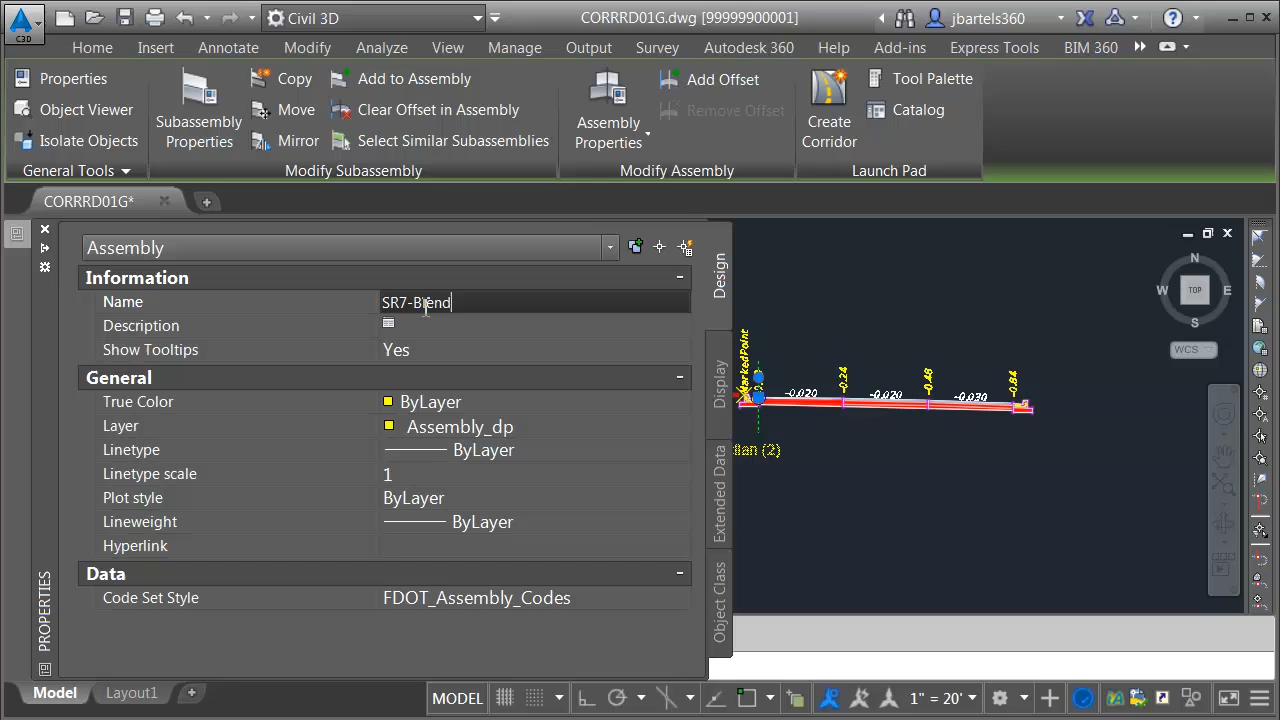 C3D
Civil 3D
CORRRD01G.dwg [99999900001]
jbartels360
Home Insert Annotate Modify Analyze View Manage Output Survey Autodesk 360 Help Add-ins Express Tools BIM 360
Properties
Object Viewer
Isolate Objects
General Tools
Subassembly Properties
Copy
Move
Mirror
Add to Assembly
Clear Offset in Assembly
Select Similar Subassemblies
Modify Subassembly
Assembly Properties
Add Offset
Remove Offset
Modify Assembly
Create Corridor
Tool Palette
Catalog
Launch Pad
CORRRD01G*
Assembly
Information
Name SR7-Blend
Description
Show Tooltips Yes
General
True Color ByLayer
Layer Assembly_dp
Linetype ByLayer
Linetype scale 1
Plot style ByLayer
Lineweight ByLayer
Hyperlink
Data
Code Set Style FDOT_Assembly_Codes
PROPERTIES
Design
Display
Extended Data
Object Class
MarkedPoint
-0.020
-0.24
-0.020
-0.48
-0.030
-0.84
(2)
N
W TOP E
S
WCS
Model Layout1
MODEL
1" = 20'